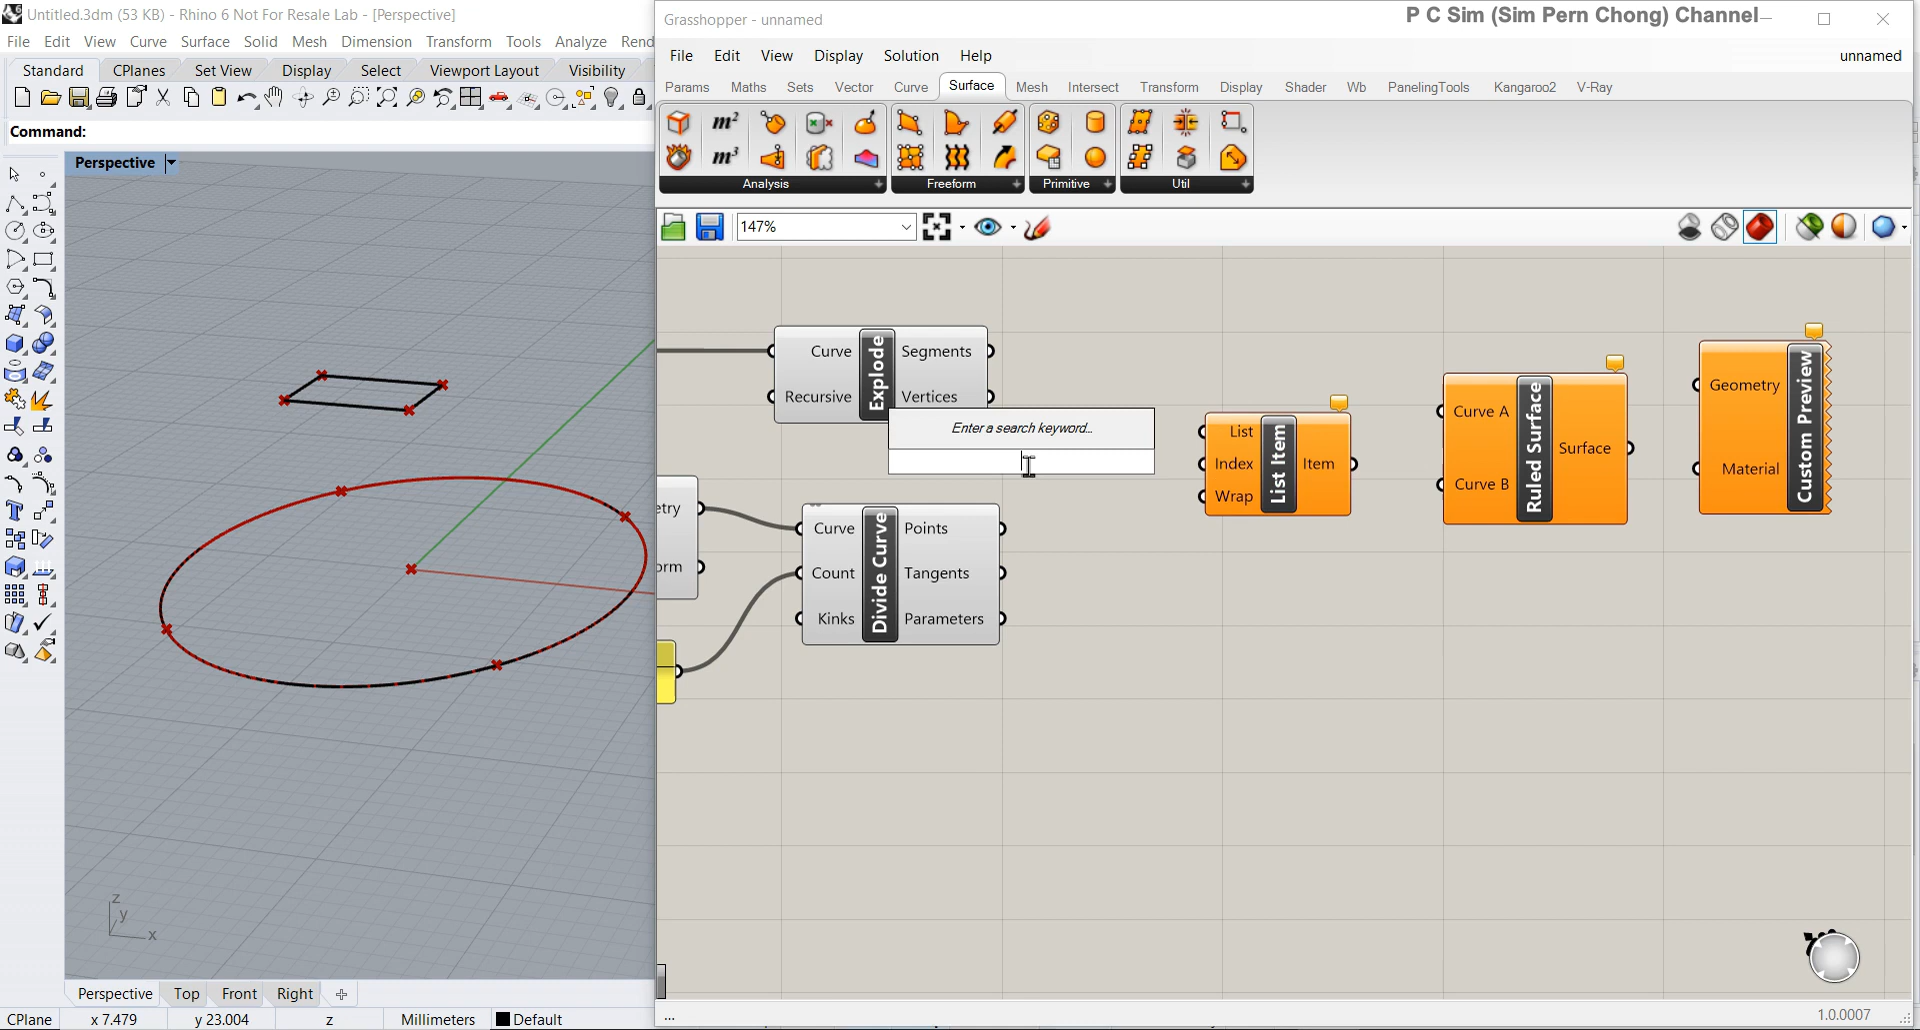 Untitled.3dm (53 KB) - Rhino 6 Not For Resale Lab - [Perspective]
File Edit View Curve Surface Solid Mesh Dimension Transform Tools Analyze Rend
Standard CPlanes Set View Display Select Viewport Layout Visibility
Command:
Perspective
z
y
x
Perspective Top Front Right
CPlane x 7.479 y 23.004 z Millimeters Default
Grasshopper - unnamed
P C Sim (Sim Pern Chong) Channel
File Edit View Display Solution Help
unnamed
Params Maths Sets Vector Curve Surface Mesh Intersect Transform Display Shader Wb PanelingTools Kangaroo2 V-Ray
m²
m³
Analysis Freeform Primitive Util
147%
Curve
Recursive
Explode
Segments
Vertices
Enter a search keyword...
etry
orm
Curve
Count
Kinks
Divide Curve
Points
Tangents
Parameters
List
Index
Wrap
List Item
Item
Curve A
Curve B
Ruled Surface
Surface
Geometry
Material
Custom Preview
...
1.0.0007